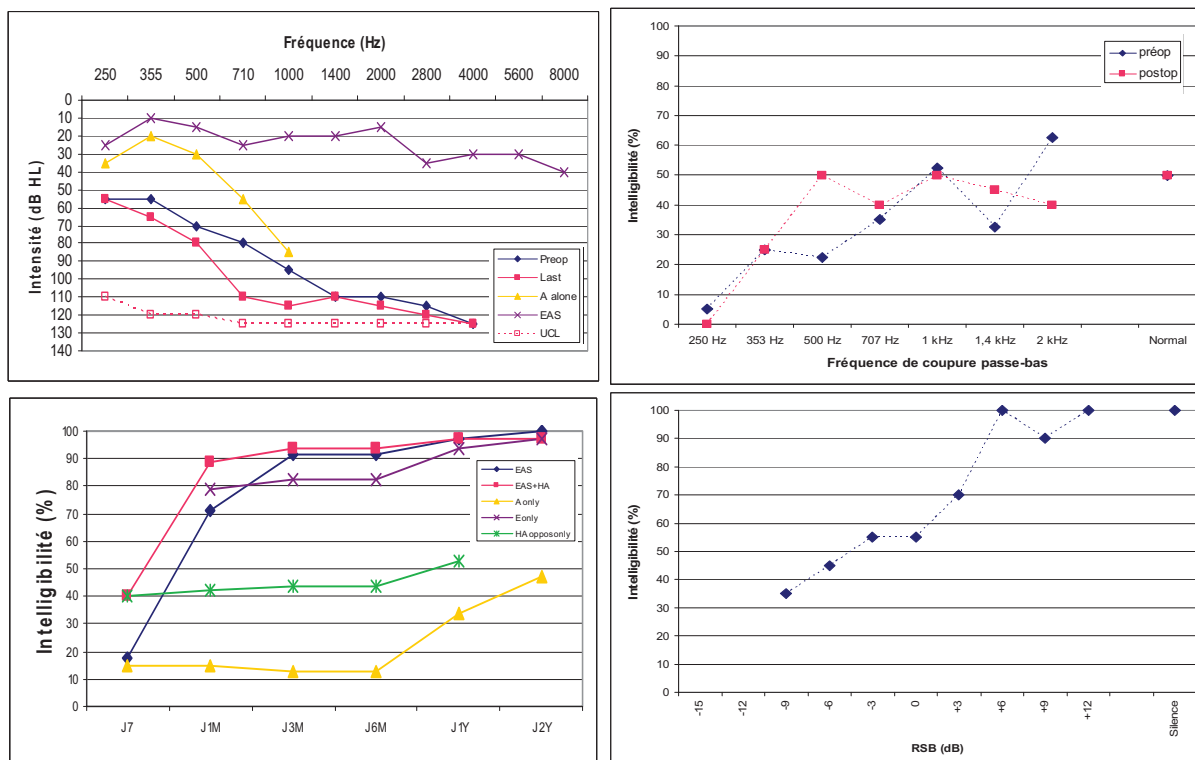 Fréquence (Hz)
250 355 500 710 1000 1400 2000 2800 4000 5600 8000
Intensité (dB HL)
0
10
20
30
40
50
60
70
80
90
100
110
120
130
140
Preop
Last
A alone
EAS
UCL
Intelligibilité (%)
100
90
80
70
60
50
40
30
20
10
0
préop
postop
250 Hz 353 Hz 500 Hz 707 Hz 1 kHz 1,4 kHz 2 kHz Normal
Fréquence de coupure passe-bas
Intelligibilité (%)
100
90
80
70
60
50
40
30
20
10
0
EAS
EAS+HA
A only
E only
HA opposonly
J7 J1M J3M J6M J1Y J2Y
Intelligibilité (%)
100
90
80
70
60
50
40
30
20
10
0
-15 -12 -9 -6 -3 0 +3 +6 +9 +12 Silence
RSB (dB)